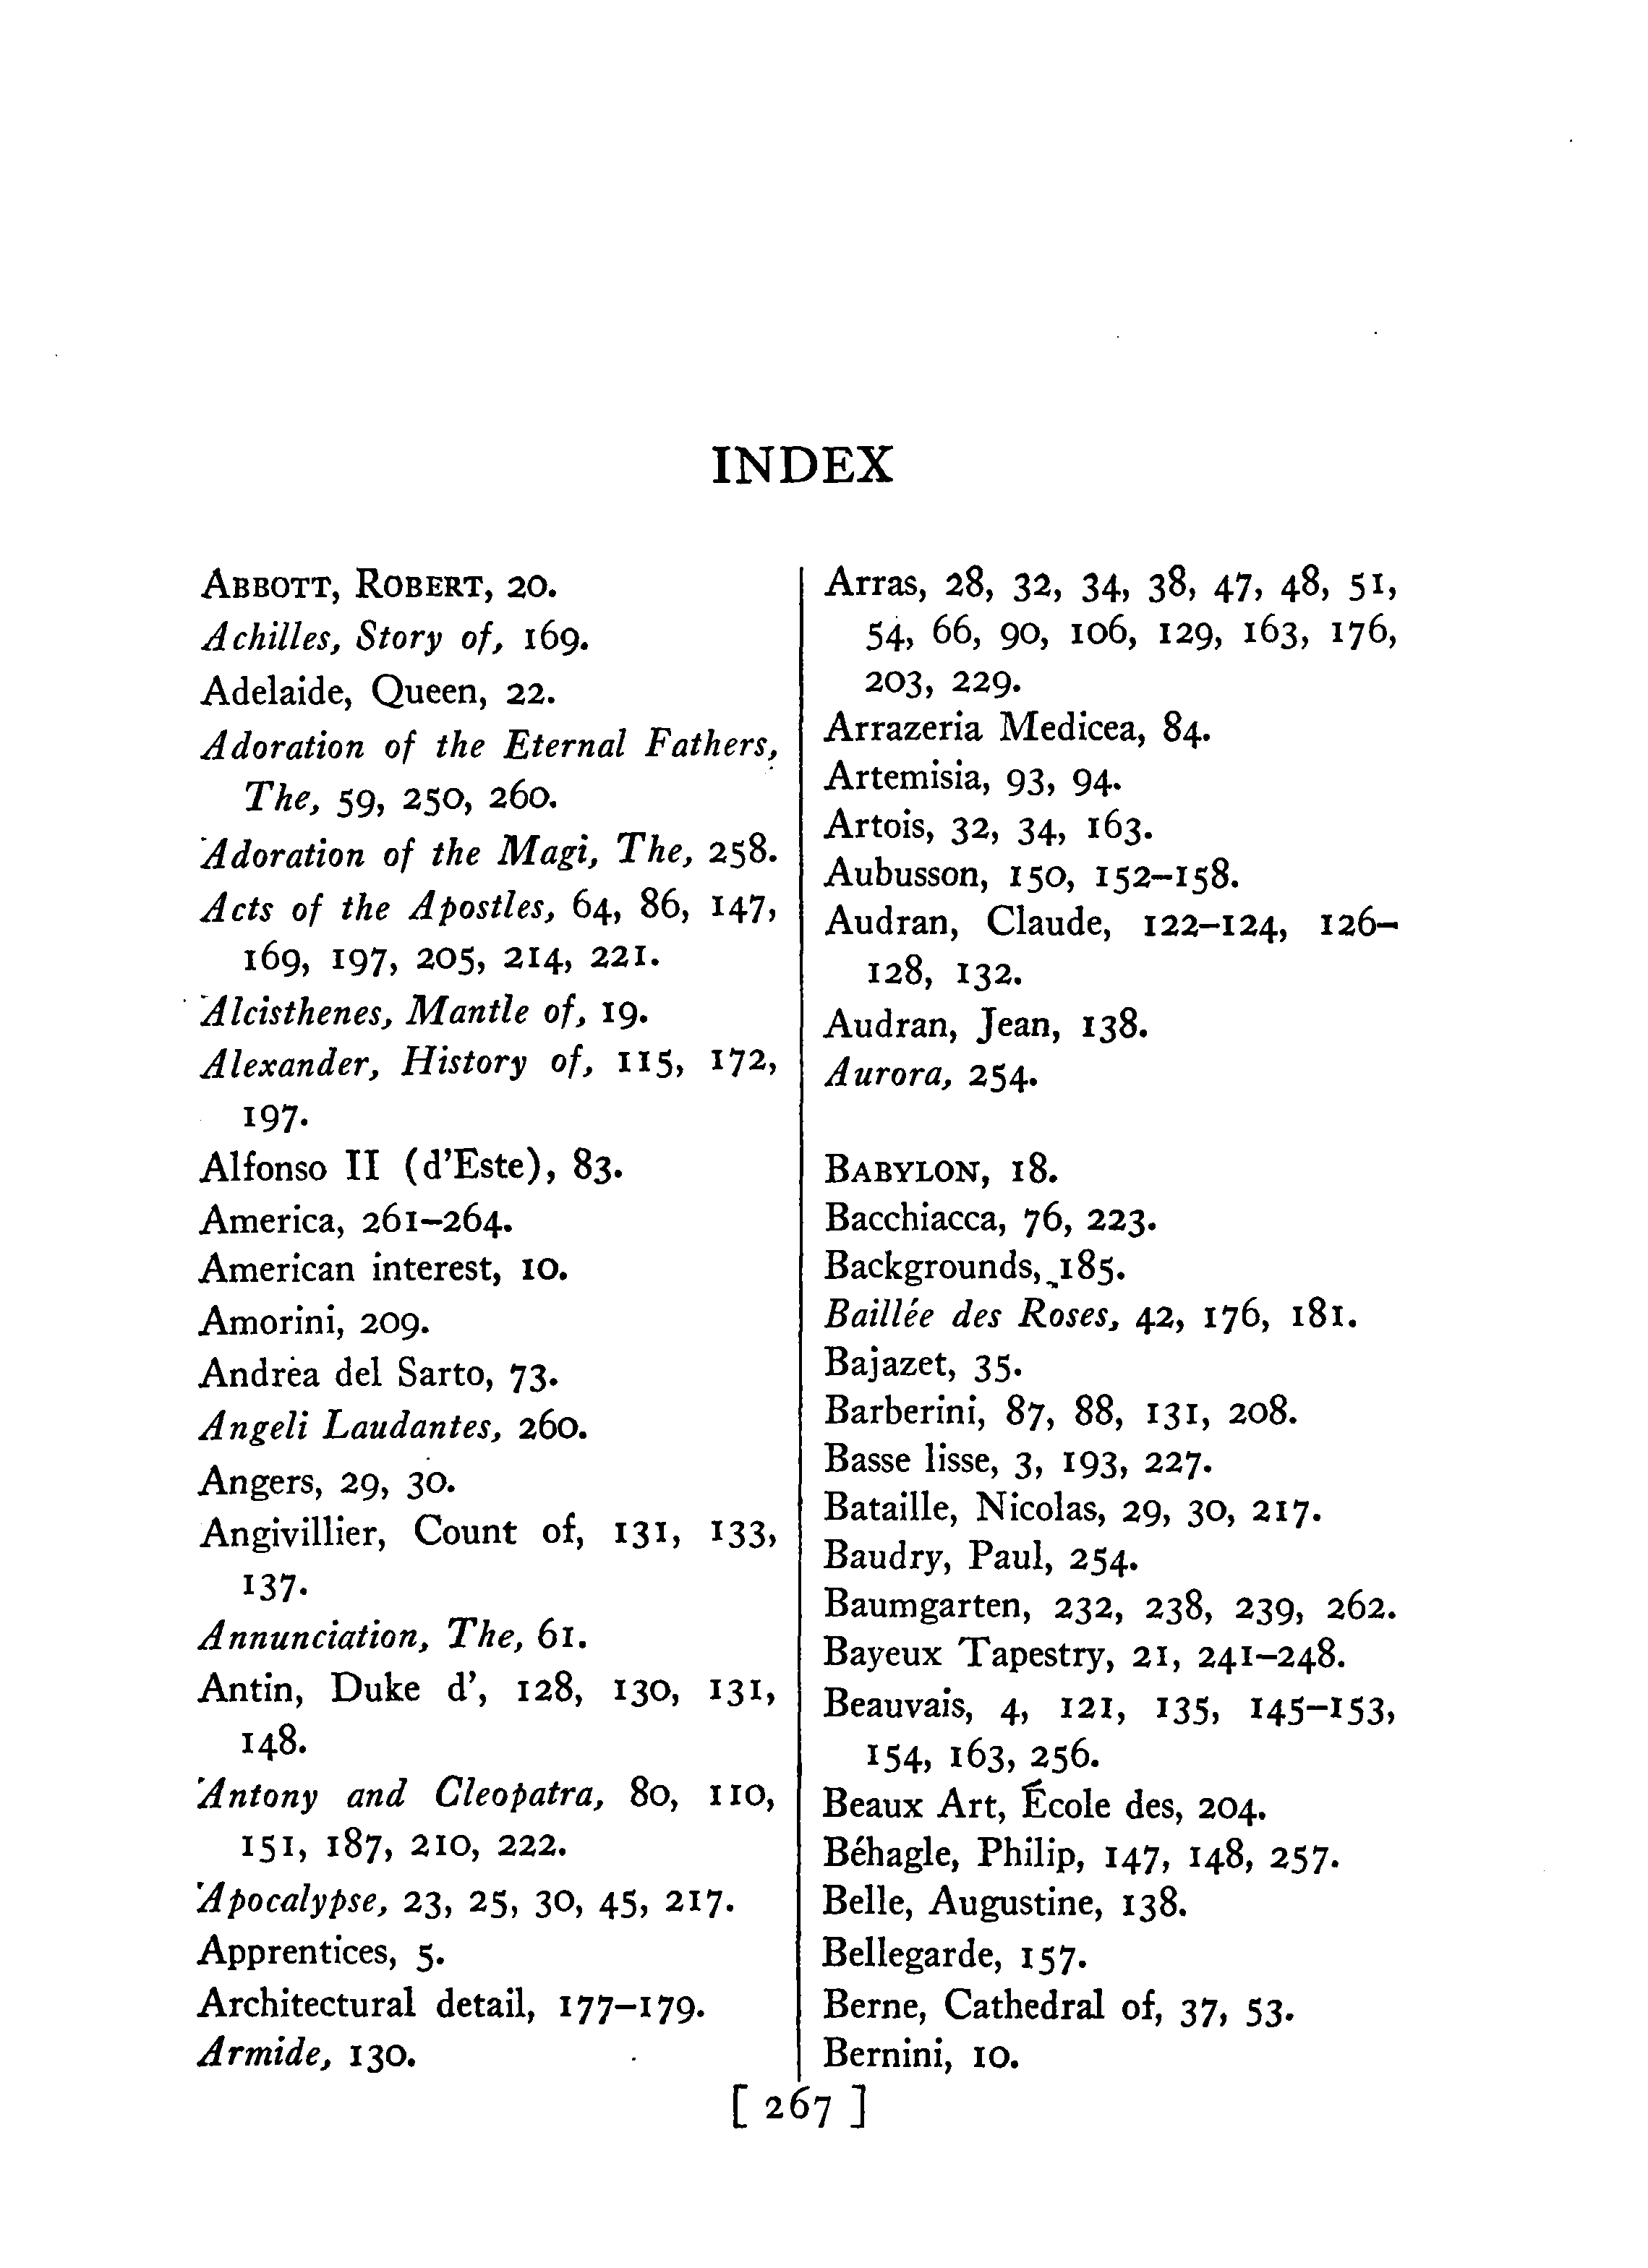 INDEX
ABBOTT, ROBERT, 20.
Achilles, Story of, 169.
Adelaide, Queen, 22.
Adoration of the Eternal Fathers,
The, 59, 250, 260.
Adoration of the Magi, The, 258.
Acts of the Apostles, 64, 86, 147,
169, 197, 205, 214, 221.
Alcisthenes, Mantle of, 19.
Alexander, History of, 115, 172,
197.
Alfonso II (d'Este), 83.
America, 261–264.
American interest, 10.
Amorini, 209.
Andrea del Sarto, 73.
Angeli Laudantes, 260.
Angers, 29, 30.
Angivillier, Count of, 131, 133,
137.
Annunciation, The, 61.
Antin, Duke d', 128, 130, 131,
148.
Antony and Cleopatra, 80, 110,
151, 187, 210, 222.
Apocalypse, 23, 25, 30, 45, 217.
Apprentices, 5.
Architectural detail, 177–179.
Armide, 130.
Arras, 28, 32, 34, 38, 47, 48, 51,
54, 66, 90, 106, 129, 163, 176,
203, 229.
Arrazeria Medicea, 84.
Artemisia, 93, 94.
Artois, 32, 34, 163.
Aubusson, 150, 152–158.
Audran, Claude, 122–124, 126–
128, 132.
Audran, Jean, 138.
Aurora, 254.
BABYLON, 18.
Bacchiacca, 76, 223.
Backgrounds, 185.
Baillée des Roses, 42, 176, 181.
Bajazet, 35.
Barberini, 87, 88, 131, 208.
Basse lisse, 3, 193, 227.
Bataille, Nicolas, 29, 30, 217.
Baudry, Paul, 254.
Baumgarten, 232, 238, 239, 262.
Bayeux Tapestry, 21, 241–248.
Beauvais, 4, 121, 135, 145–153,
154, 163, 256.
Beaux Art, École des, 204.
Béhagle, Philip, 147, 148, 257.
Belle, Augustine, 138.
Bellegarde, 157.
Berne, Cathedral of, 37, 53.
Bernini, 10.
[ 267 ]